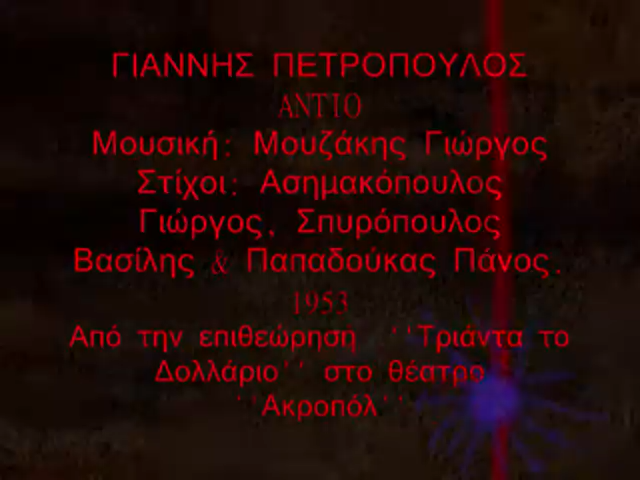 ΓΙΑΝΝΗΣ ΠΕΤΡΟΠΟΥΛΟΣ
ΑΝΤΙΟ
Μουσική: Μουζάκης Γιώργος
Στίχοι: Ασημακόπουλος
Γιώργος, Σπυρόπουλος
Βασίλης & Παπαδούκας Πάνος.
1953
Από την επιθεώρηση ''Τριάντα το
Δολλάριο'' στο θέατρο
''Ακροπόλ''